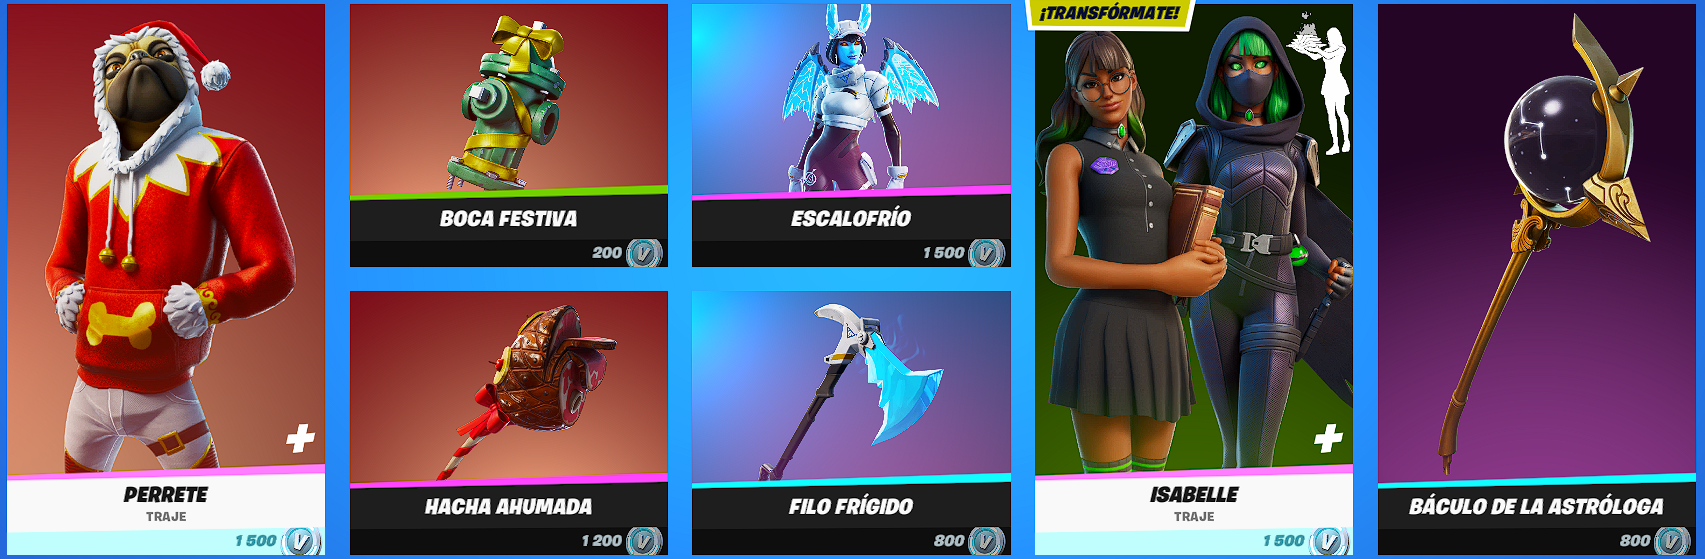 PERRETE
TRAJE
1 500
BOCA FESTIVA
200
HACHA AHUMADA
1 200
ESCALOFRÍO
1 500
FILO FRÍGIDO
800
¡TRANSFÓRMATE!
ISABELLE
TRAJE
1 500
BÁCULO DE LA ASTRÓLOGA
800